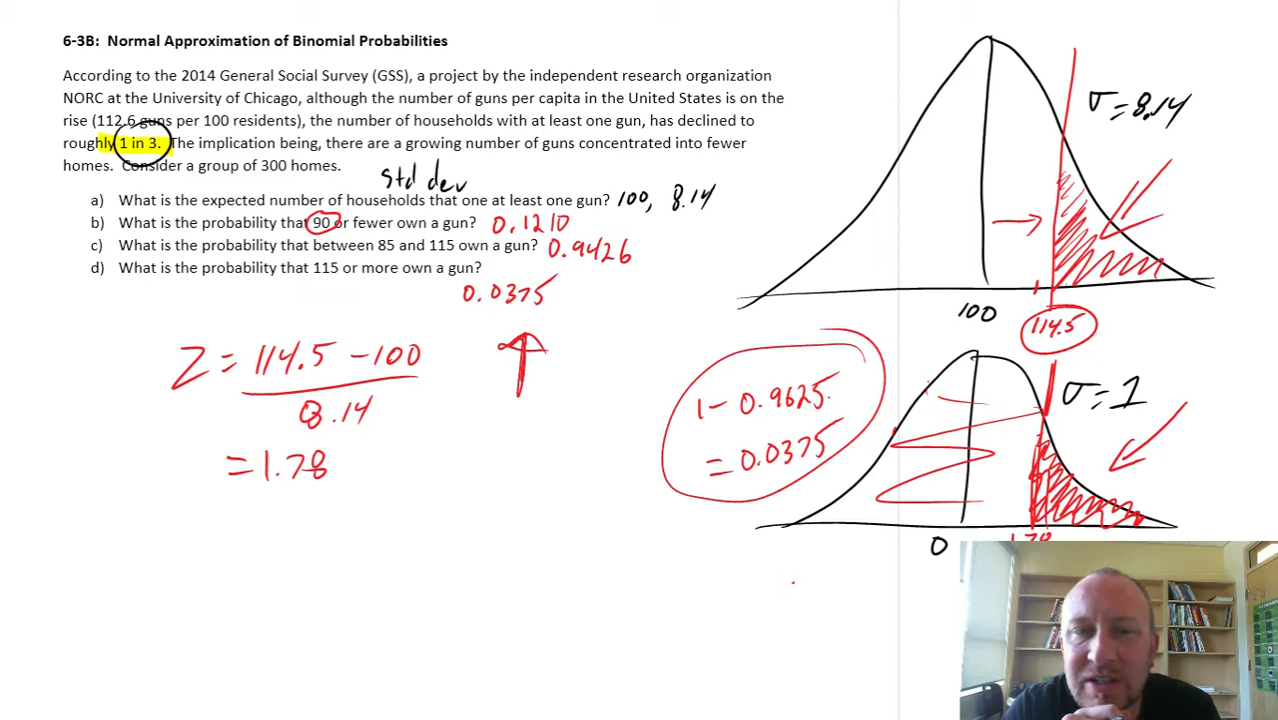 6-3B: Normal Approximation of Binomial Probabilities
According to the 2014 General Social Survey (GSS), a project by the independent research organization
NORC at the University of Chicago, although the number of guns per capita in the United States is on the
rise (112.6 guns per 100 residents), the number of households with at least one gun, has declined to
roughly 1 in 3. The implication being, there are a growing number of guns concentrated into fewer
homes. Consider a group of 300 homes.
std dev
a) What is the expected number of households that one at least one gun? 100, 8.14
b) What is the probability that 90 or fewer own a gun? 0.1210
c) What is the probability that between 85 and 115 own a gun? 0.9426
d) What is the probability that 115 or more own a gun?
0.0375
Z = 114.5 - 100
8.14
= 1.78
σ = 8.14
100
114.5
1 - 0.9625
= 0.0375
σ = 1
0
1.78